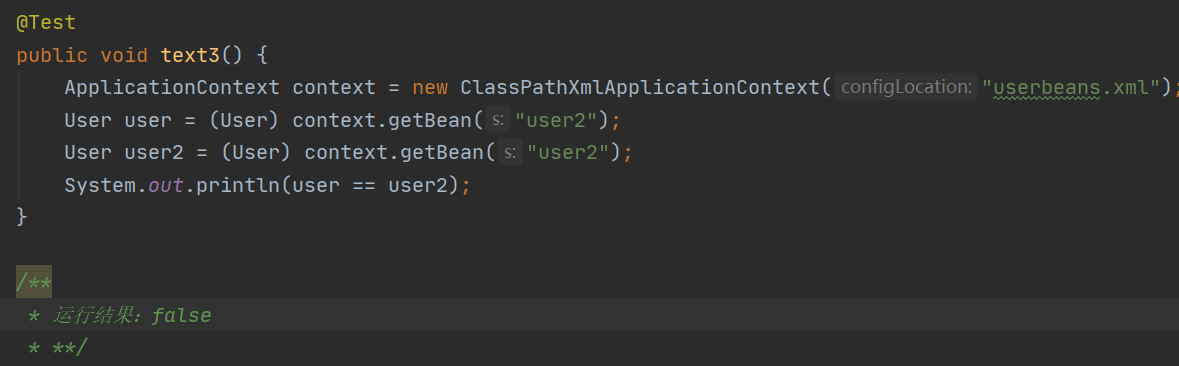 @Test
public void text3() {
ApplicationContext context = new ClassPathXmlApplicationContext( configLocation: "userbeans.xml");
User user = (User) context.getBean( s: "user2");
User user2 = (User) context.getBean( s: "user2");
System.out.println(user == user2);
}
/**
* 运行结果：false
* **/